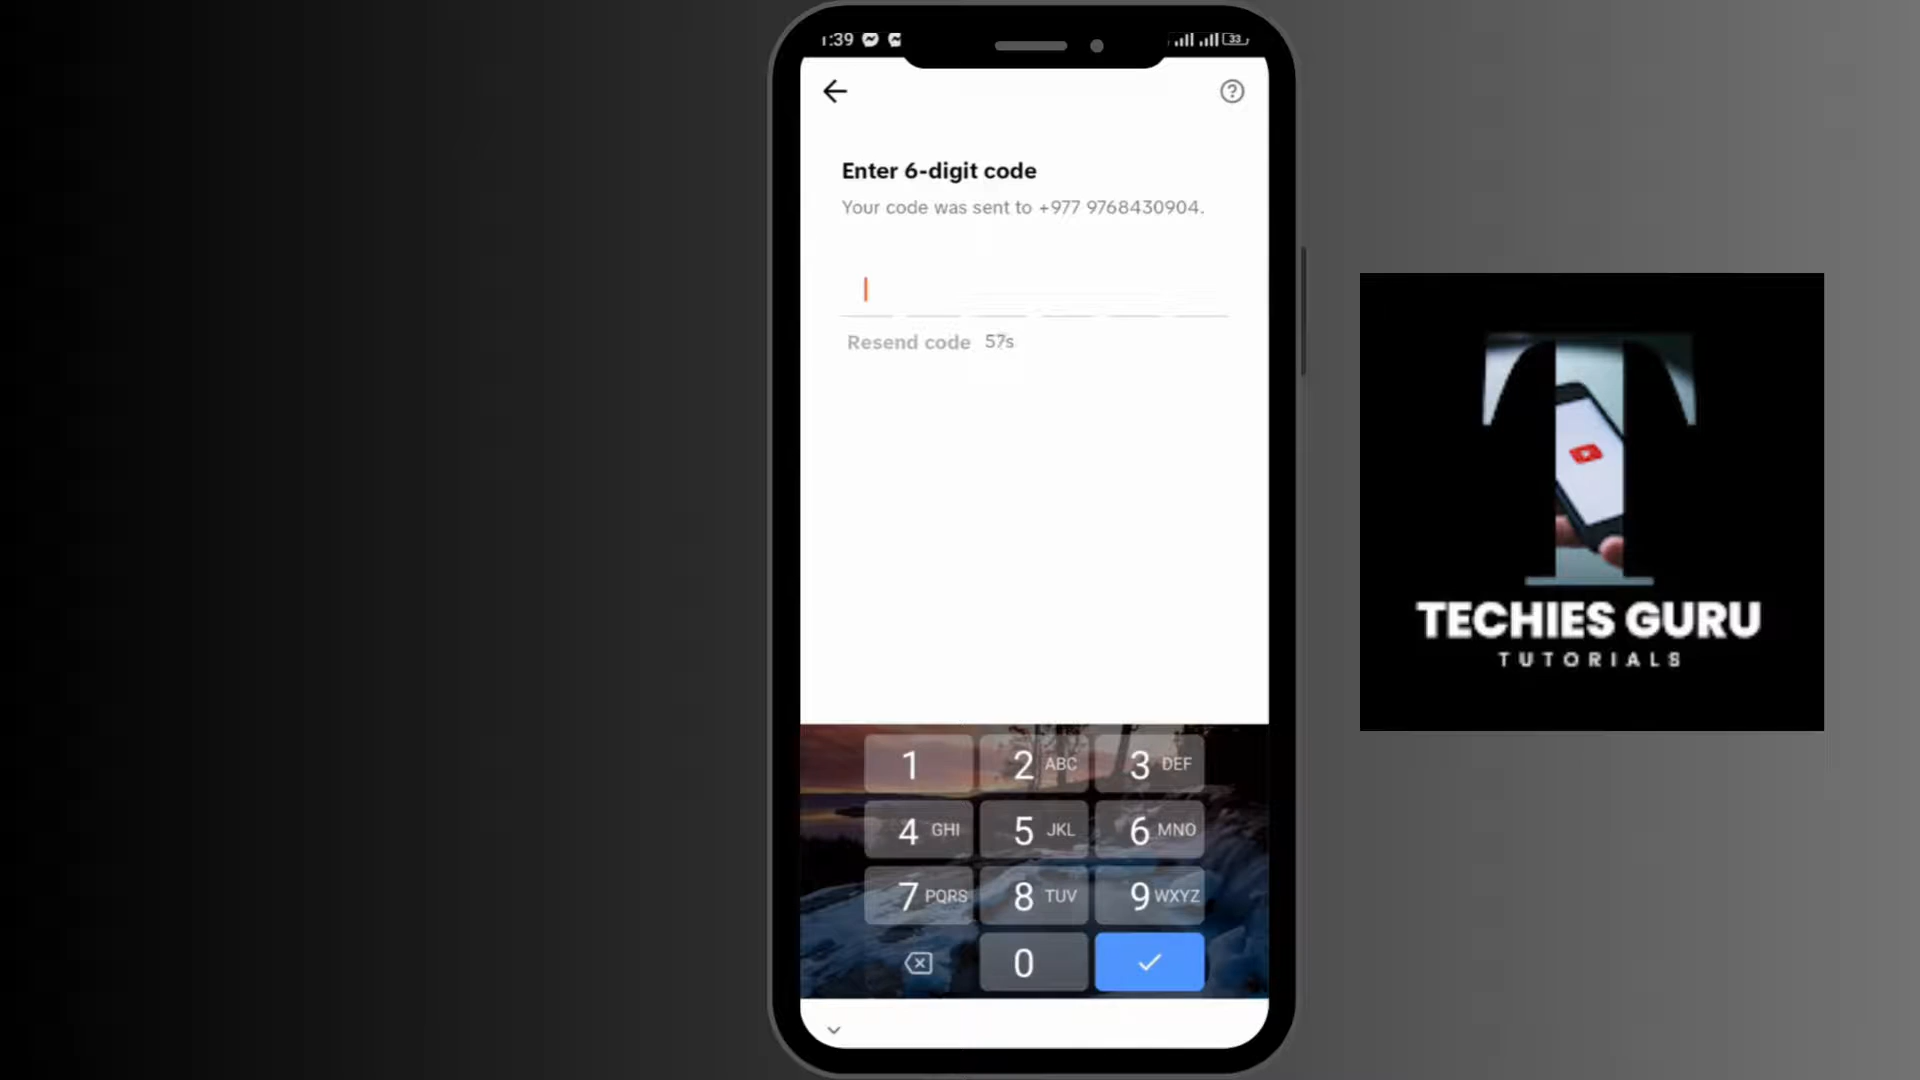 1:39
33
Enter 6-digit code
Your code was sent to +977 9768430904.
Resend code 57s
1
2 ABC
3 DEF
4 GHI
5 JKL
6 MNO
7 PQRS
8 TUV
9 WXYZ
0
T
TECHIES GURU
TUTORIALS